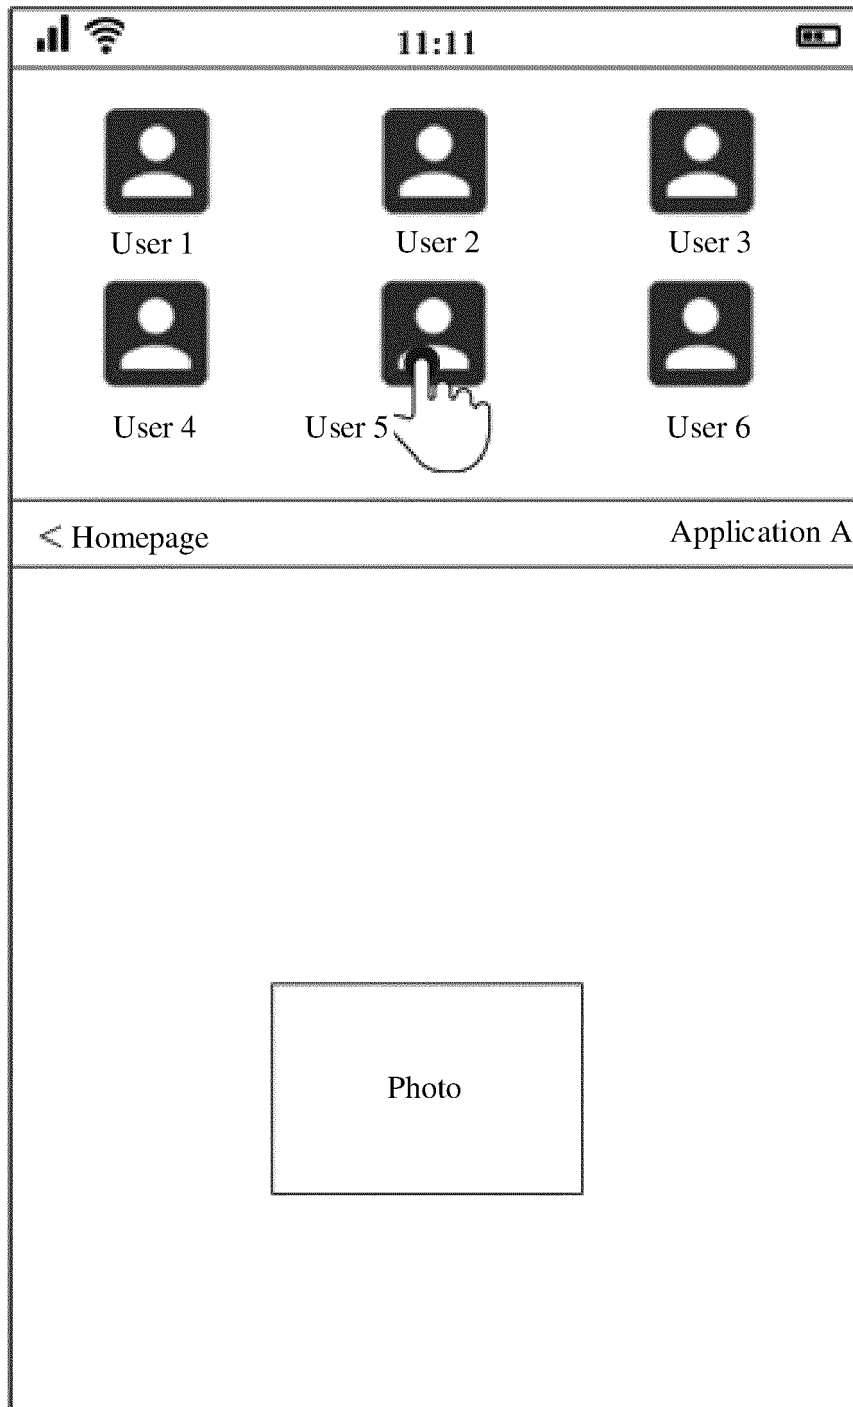 11:11
User 1 User 2 User 3
User 4 User 5 User 6
< Homepage Application A
Photo